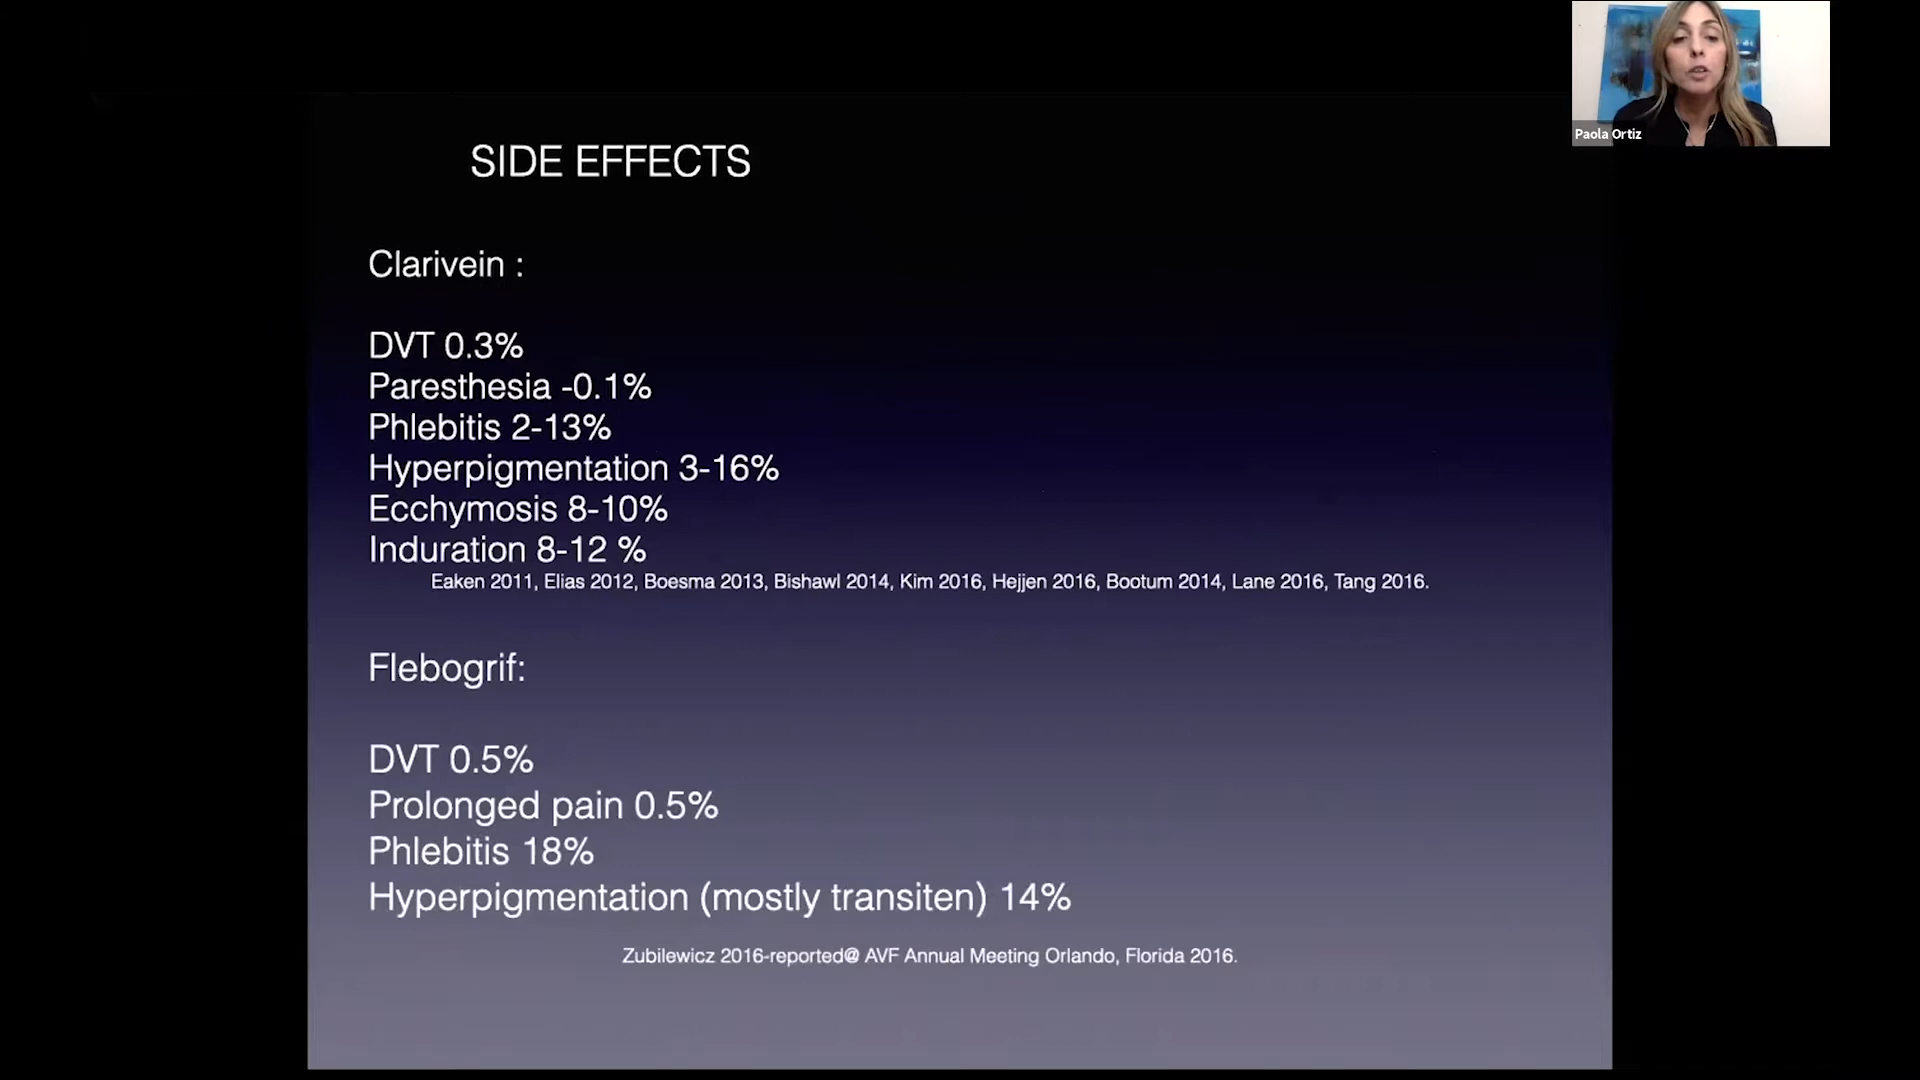 Paola Ortiz
SIDE EFFECTS
Clarivein :
DVT 0.3%
Paresthesia -0.1%
Phlebitis 2-13%
Hyperpigmentation 3-16%
Ecchymosis 8-10%
Induration 8-12 %
Eaken 2011, Elias 2012, Boesma 2013, Bishawl 2014, Kim 2016, Hejjen 2016, Bootum 2014, Lane 2016, Tang 2016.
Flebogrif:
DVT 0.5%
Prolonged pain 0.5%
Phlebitis 18%
Hyperpigmentation (mostly transiten) 14%
Zubilewicz 2016-reported@ AVF Annual Meeting Orlando, Florida 2016.